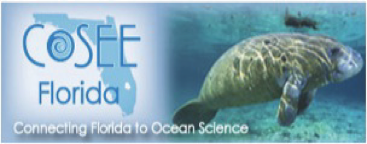 CoSEE
Florida
Connecting Florida to Ocean Science